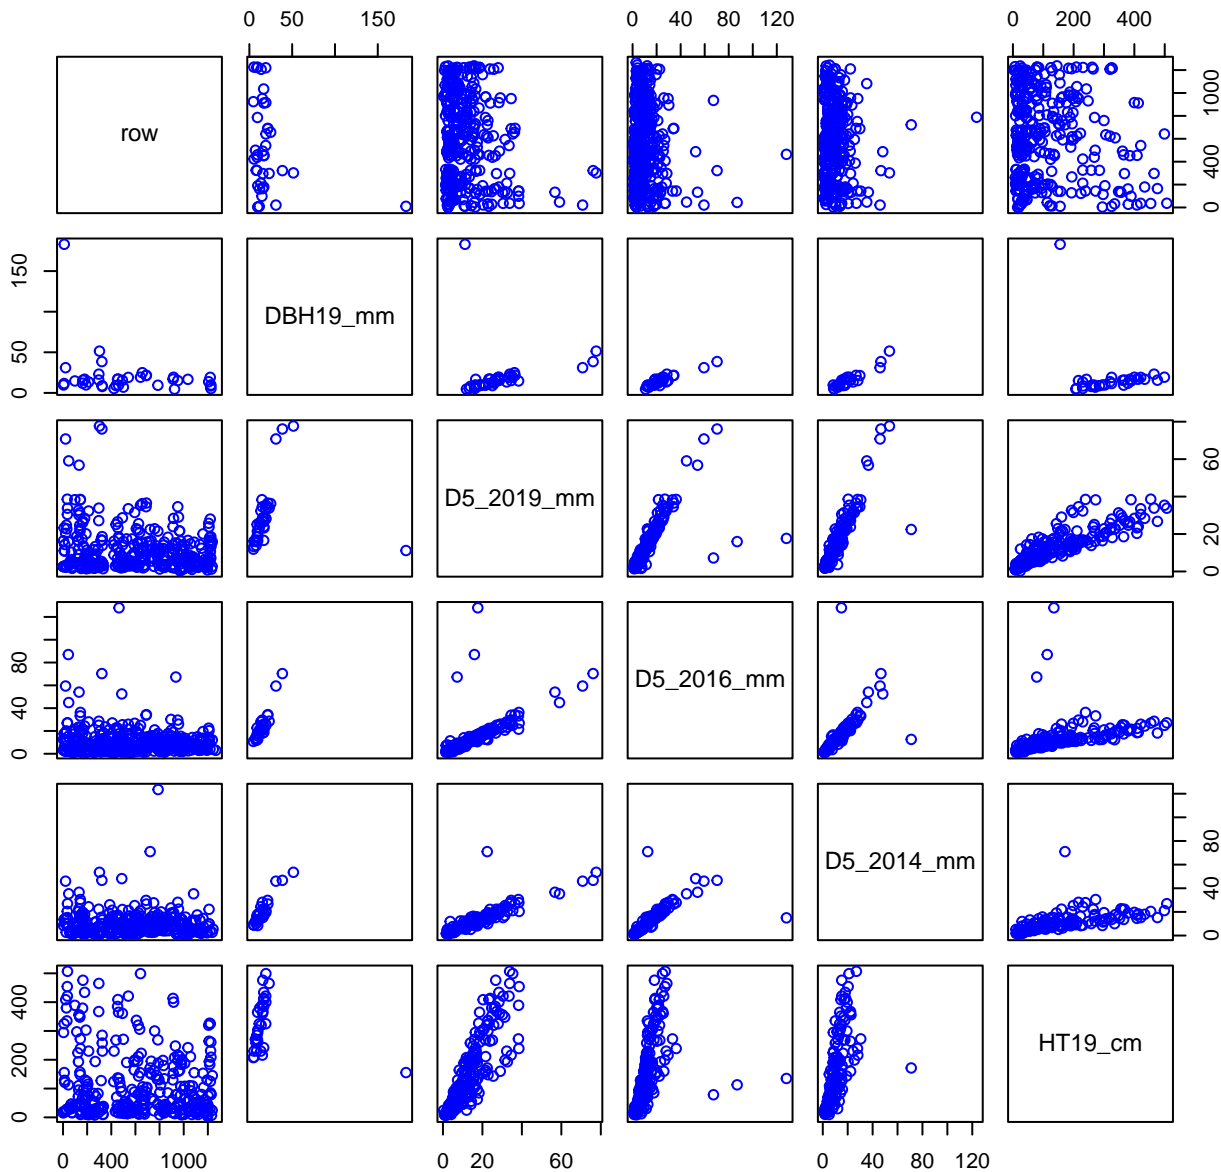 0 50 150 0 40 80 120 0 200 400
row 0 400 1000
0 50 150 DBH19_mm
D5_2019_mm 0 20 60
0 40 80 D5_2016_mm
D5_2014_mm 0 40 80
0 200 400 HT19_cm
0 400 1000 0 20 60 0 40 80 120